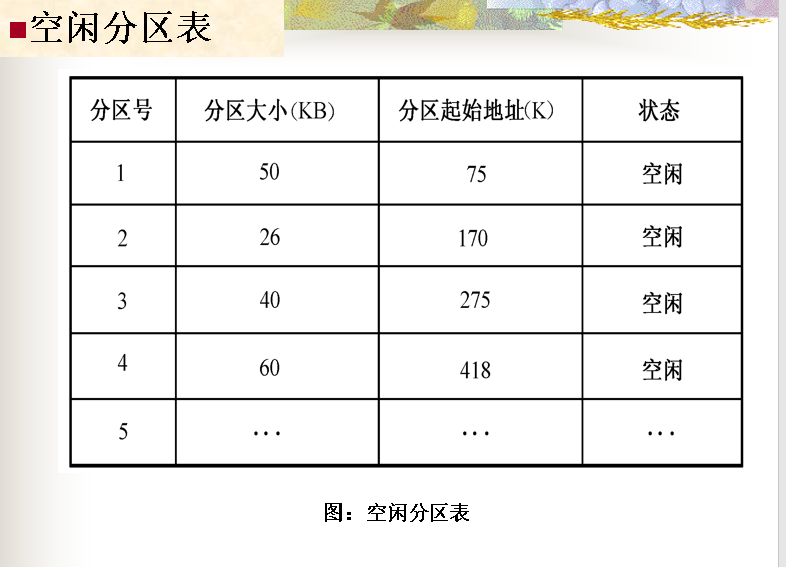 空闲分区表
分区号 分区大小(KB) 分区起始地址(K) 状态
1 50 75 空闲
2 26 170 空闲
3 40 275 空闲
4 60 418 空闲
5 ··· ··· ···
图：空闲分区表